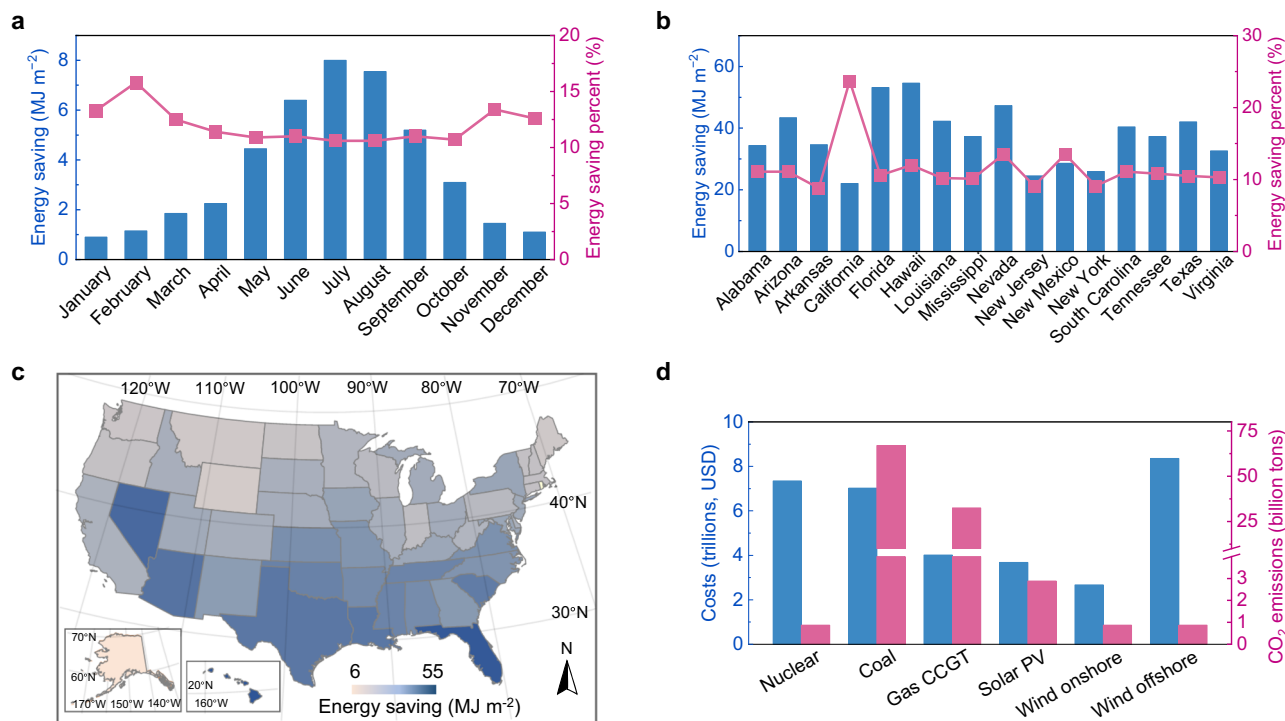 a
Energy saving (MJ m⁻²)
0
2
4
6
8
0
5
10
15
20
Energy saving percent (%)
January
February
March
April
May
June
July
August
September
October
November
December
b
Energy saving (MJ m⁻²)
0
20
40
60
0
10
20
30
Energy saving percent (%)
Alabama
Arizona
Arkansas
California
Florida
Hawaii
Louisiana
Mississippi
Nevada
New Jersey
New Mexico
New York
South Carolina
Tennessee
Texas
Virginia
c
120°W 110°W 100°W 90°W 80°W 70°W
40°N
30°N
N
70°N
60°N
170°W 150°W 140°W
20°N
160°W
6 55
Energy saving (MJ m⁻²)
d
Costs (trillions, USD)
0
2
4
6
8
10
0
1
2
3
25
50
75
CO₂ emissions (billion tons)
Nuclear
Coal
Gas CCGT
Solar PV
Wind onshore
Wind offshore